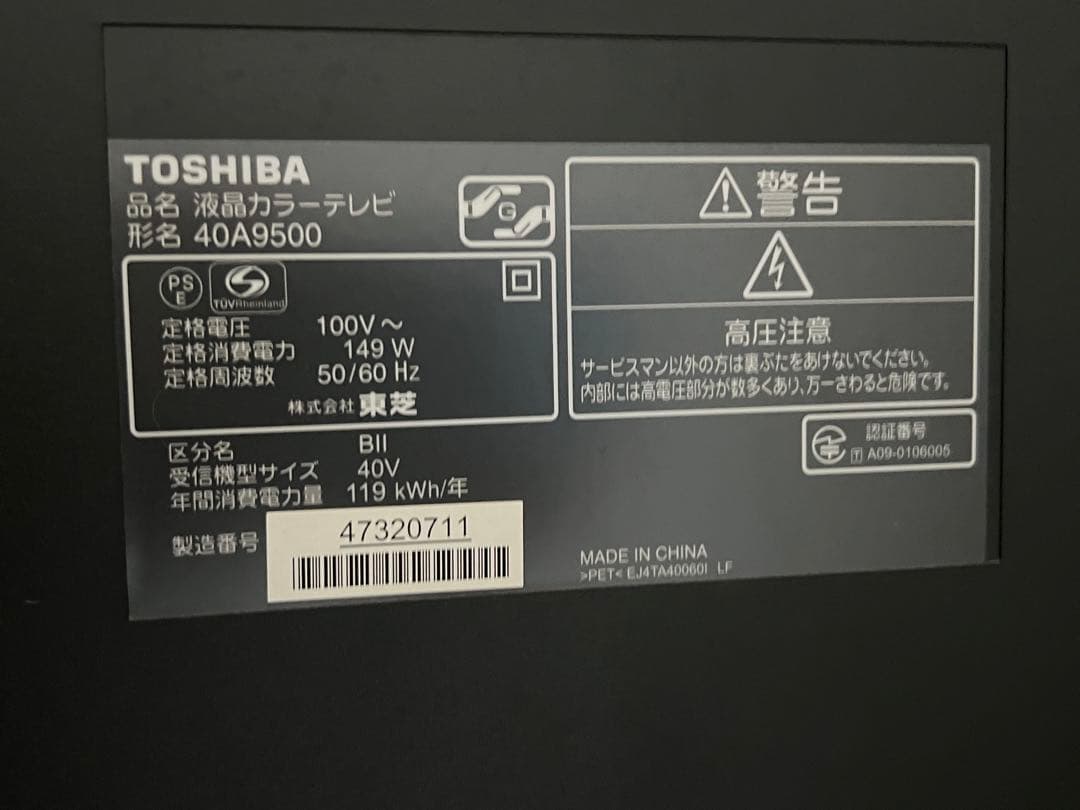 TOSHIBA
品名 液晶カラーテレビ
形名 40A9500
G
PS
E
TÜVRheinland
定格電圧 100V～
定格消費電力 149 W
定格周波数 50/60 Hz
株式会社 東芝
区分名 BII
受信機型サイズ 40V
年間消費電力量 119 kWh/年
製造番号 47320711
警告
高圧注意
サービスマン以外の方は裏ぶたをあけないでください。
内部には高電圧部分が数多くあり、万一さわると危険です。
認証番号
T A09-0106005
MADE IN CHINA
>PET< EJ4TA40060I LF